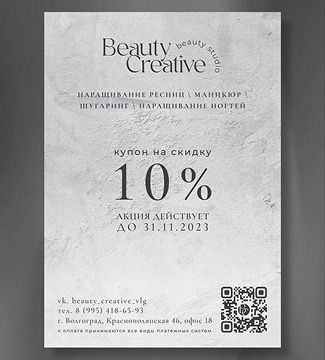 Beauty Creative beauty studio
НАРАЩИВАНИЕ РЕСНИЦ \ МАНИКЮР \
ШУГАРИНГ \ НАРАЩИВАНИЕ НОГТЕЙ
купон на скидку
10%
АКЦИЯ ДЕЙСТВУЕТ
ДО 31.11.2023
vk. beauty_creative_vlg
тел. 8 (995) 418-65-93
г. Волгоград, Краснополянская 46, офис 18
к оплате принимаются все виды платежных систем